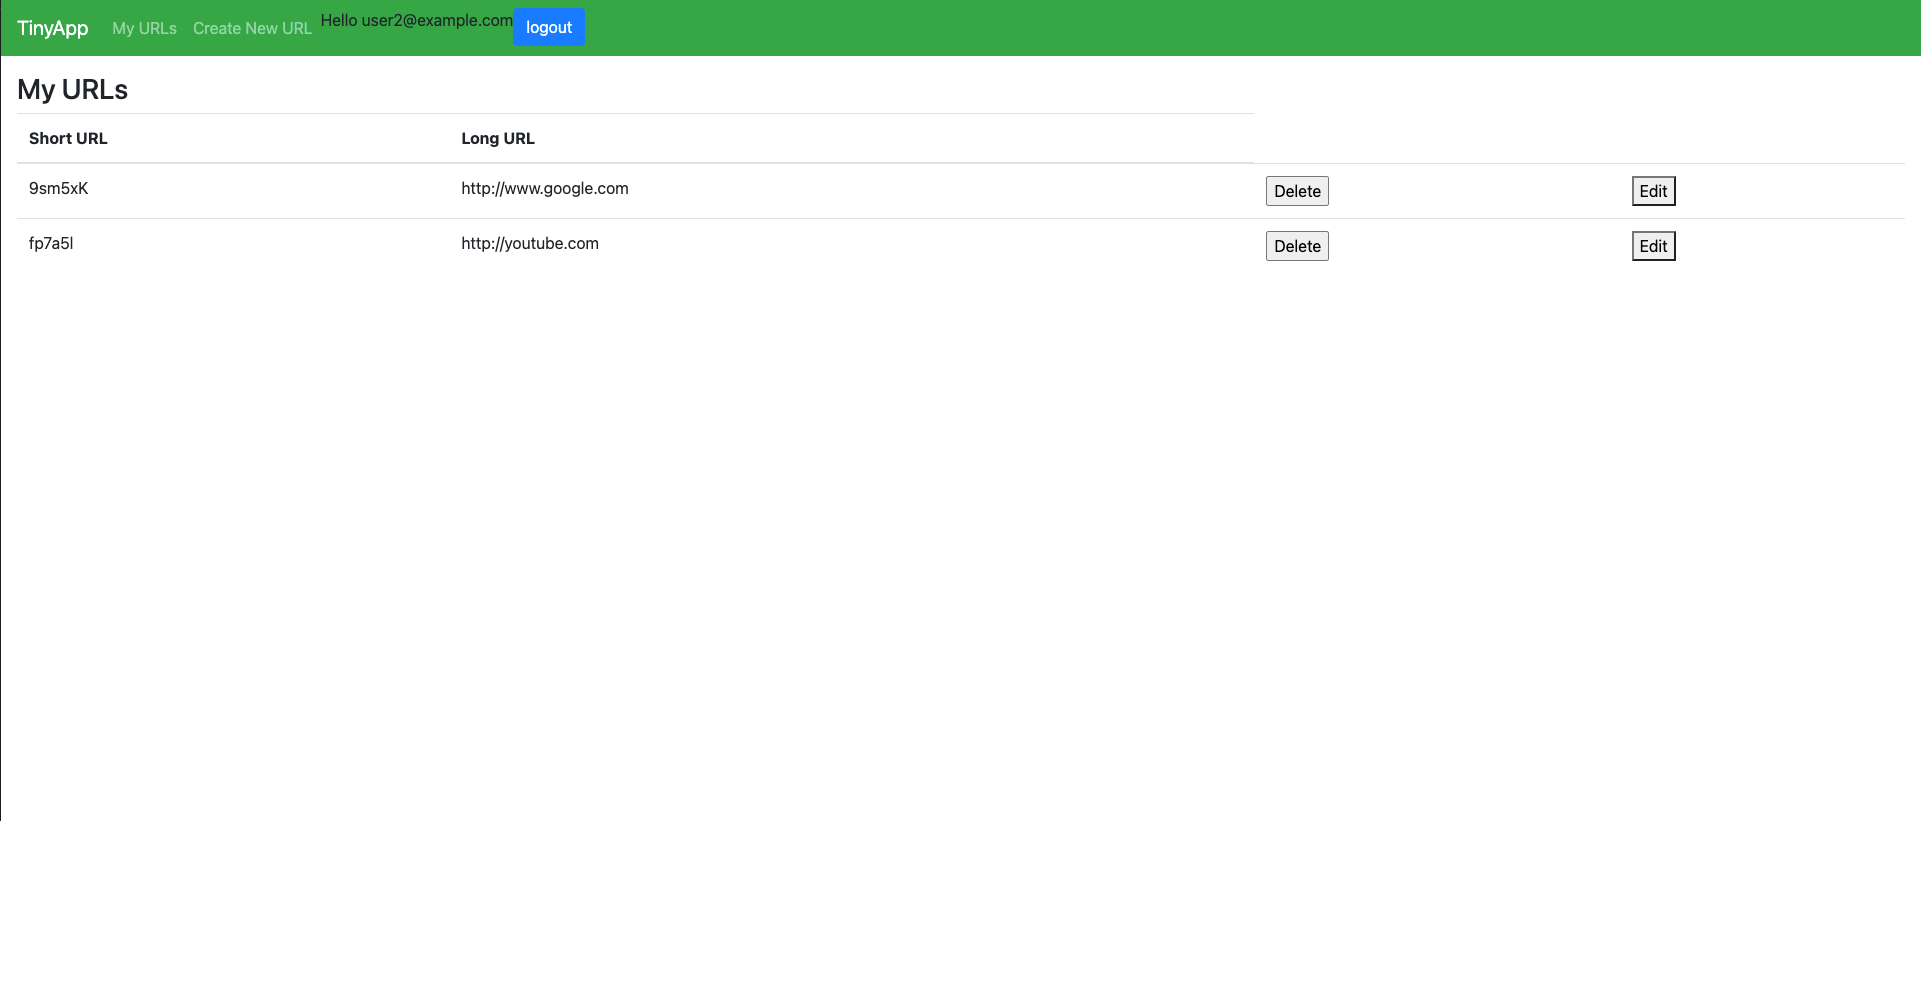 TinyApp My URLs Create New URL Hello user2@example.com logout
My URLs
Short URL Long URL
9sm5xK http://www.google.com Delete Edit
fp7a5l http://youtube.com Delete Edit